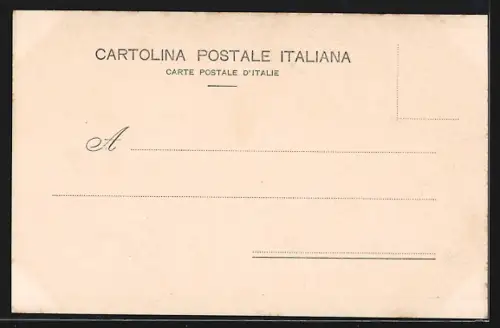 CARTOLINA POSTALE ITALIANA
CARTE POSTALE D'ITALIE
A